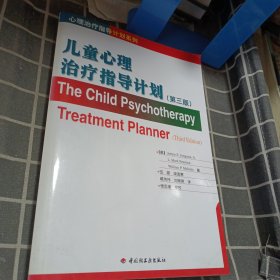 心理治疗指导计划系列
儿童心理
治疗指导计划(第三版)
The Child Psychotherapy
Treatment Planner (Third Edition)
中国轻工业出版社